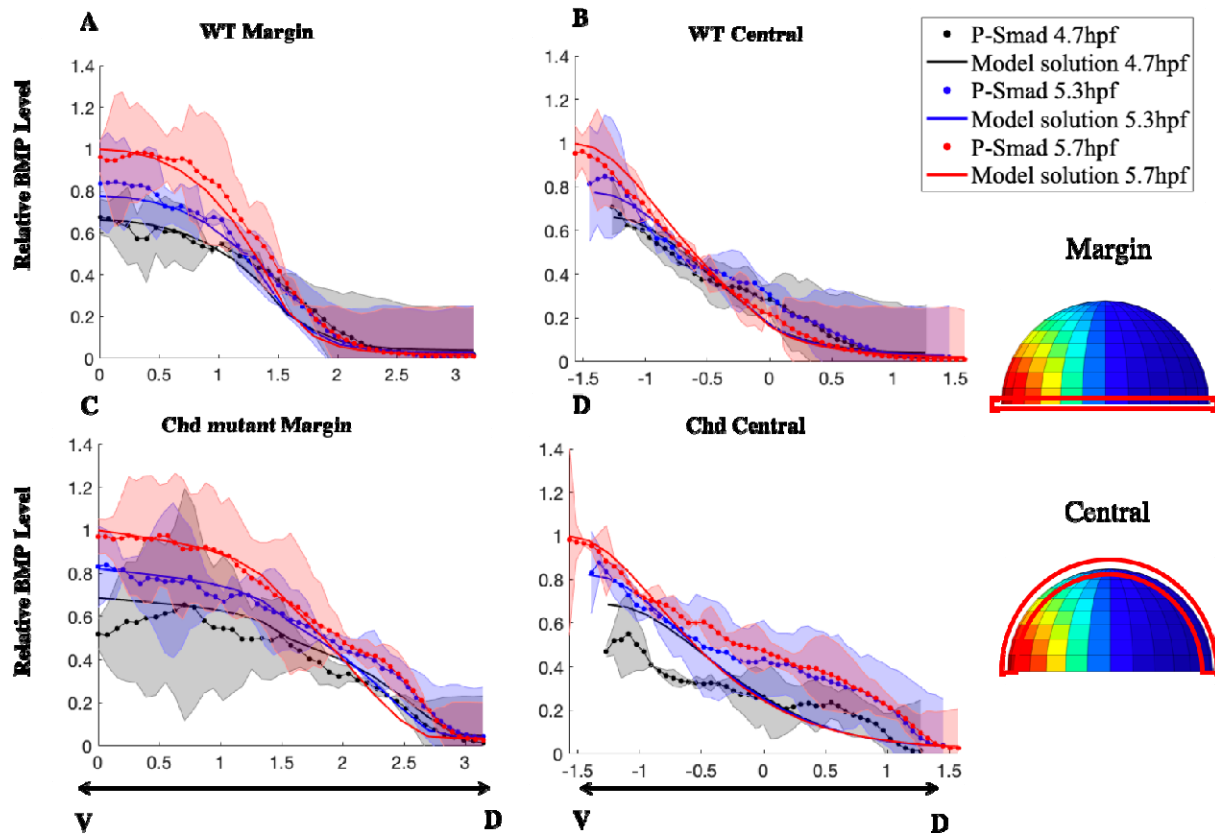 A
WT Margin
B
WT Central
P-Smad 4.7hpf
Model solution 4.7hpf
P-Smad 5.3hpf
Model solution 5.3hpf
P-Smad 5.7hpf
Model solution 5.7hpf
Relative BMP Level
1.4
1.2
1
0.8
0.6
0.4
0.2
0
0 0.5 1 1.5 2 2.5 3
1.4
1.2
1
0.8
0.6
0.4
0.2
0
-1.5 -1 -0.5 0 0.5 1 1.5
Margin
C
Chd mutant Margin
D
Chd Central
Relative BMP Level
1.4
1.2
1
0.8
0.6
0.4
0.2
0
0 0.5 1 1.5 2 2.5 3
1.4
1.2
1
0.8
0.6
0.4
0.2
0
-1.5 -1 -0.5 0 0.5 1 1.5
Central
V D
V D